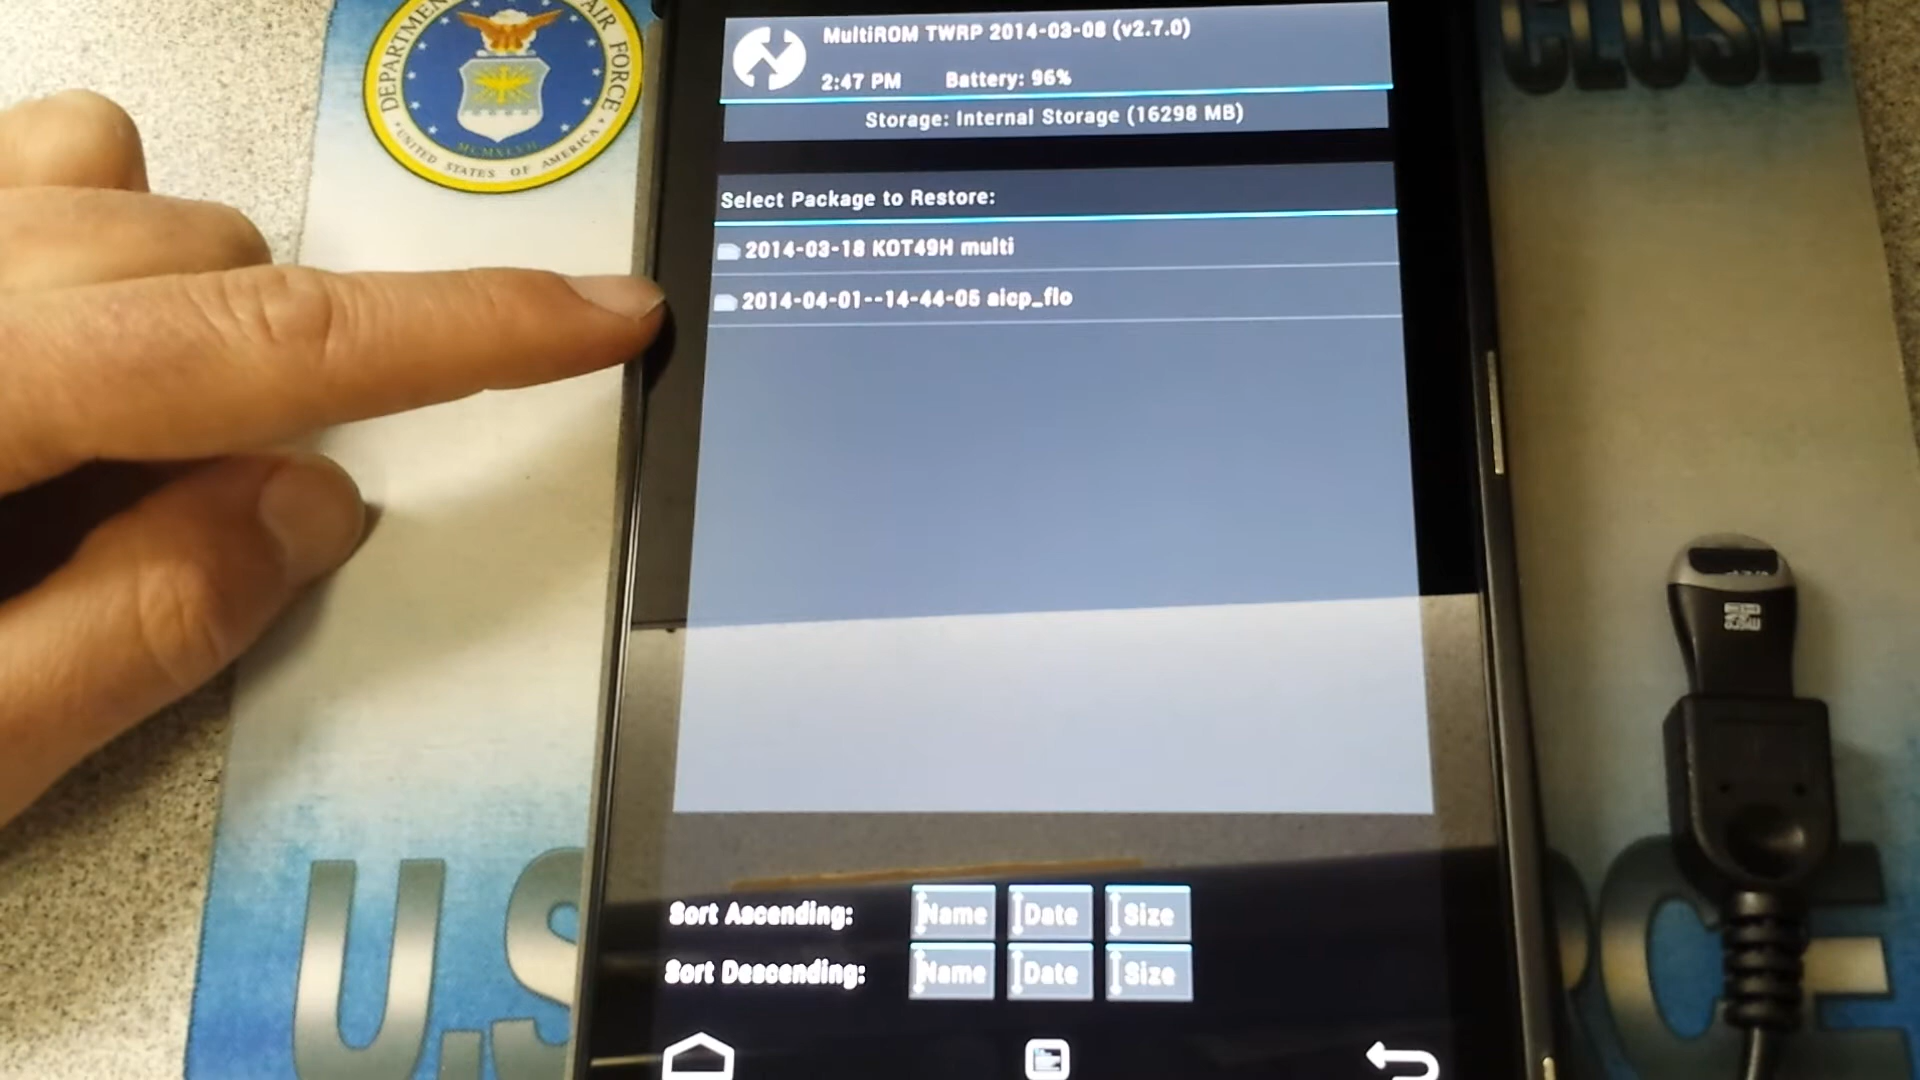 DEPARTMENT AIR FORCE
MCMXLVII
UNITED STATES OF AMERICA
CLOSE
MultiROM TWRP 2014-03-08 (v2.7.0)
2:47 PM Battery: 96%
Storage: Internal Storage (16298 MB)
Select Package to Restore:
2014-03-18 KOT49H multi
2014-04-01--14-44-05 aicp_flo
Sort Ascending: Name Date Size
Sort Descending: Name Date Size
micro
U.S
RCE